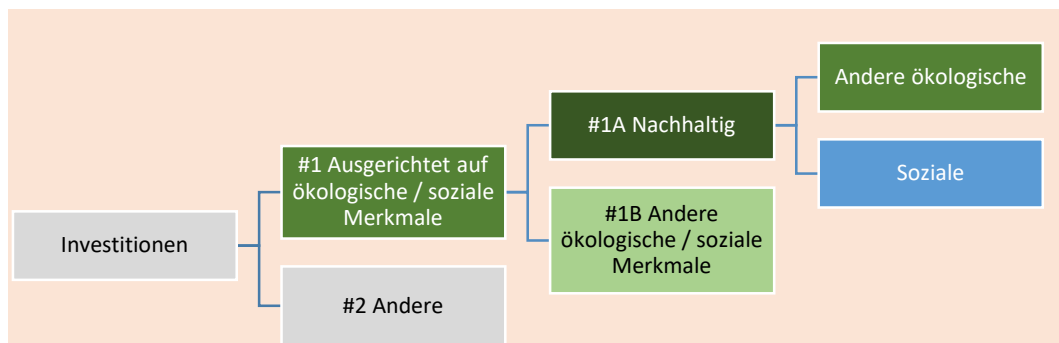 Investitionen
#1 Ausgerichtet auf
ökologische / soziale
Merkmale
#2 Andere
#1A Nachhaltig
#1B Andere
ökologische / soziale
Merkmale
Andere ökologische
Soziale